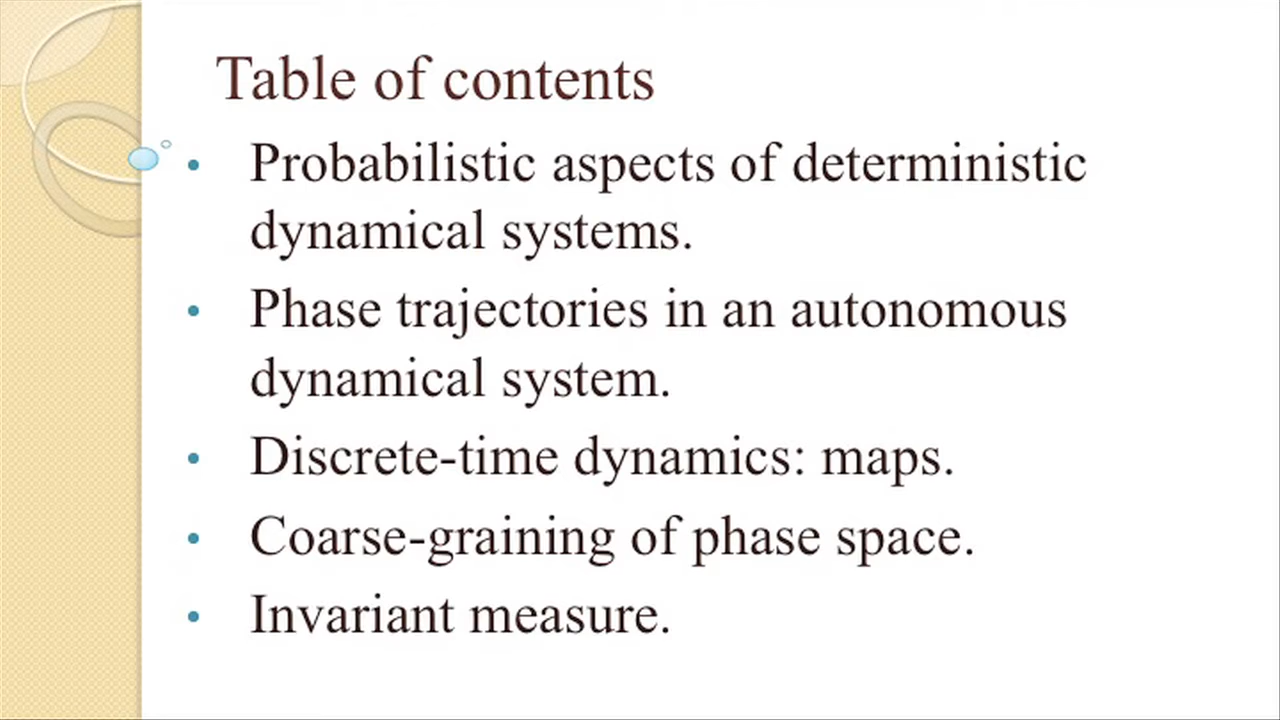 Table of contents
• Probabilistic aspects of deterministic
dynamical systems.
• Phase trajectories in an autonomous
dynamical system.
• Discrete-time dynamics: maps.
• Coarse-graining of phase space.
• Invariant measure.